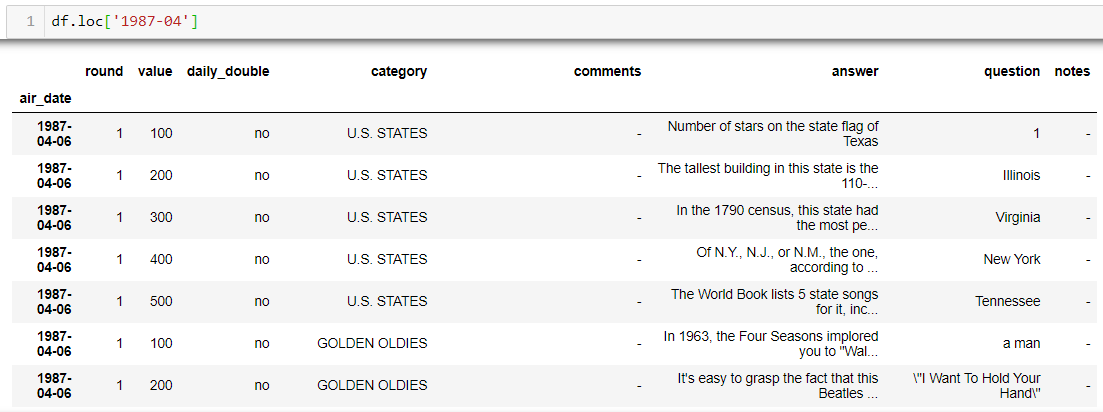 1 df.loc['1987-04']
round value daily_double category comments answer question notes
air_date
1987-
04-06 1 100 no U.S. STATES - Number of stars on the state flag of
Texas 1 -
1987-
04-06 1 200 no U.S. STATES - The tallest building in this state is the
110-... Illinois -
1987-
04-06 1 300 no U.S. STATES - In the 1790 census, this state had
the most pe... Virginia -
1987-
04-06 1 400 no U.S. STATES - Of N.Y., N.J., or N.M., the one,
according to ... New York -
1987-
04-06 1 500 no U.S. STATES - The World Book lists 5 state songs
for it, inc... Tennessee -
1987-
04-06 1 100 no GOLDEN OLDIES - In 1963, the Four Seasons implored
you to "Wal... a man -
1987-
04-06 1 200 no GOLDEN OLDIES - It's easy to grasp the fact that this
Beatles ... \"I Want To Hold Your
Hand\" -